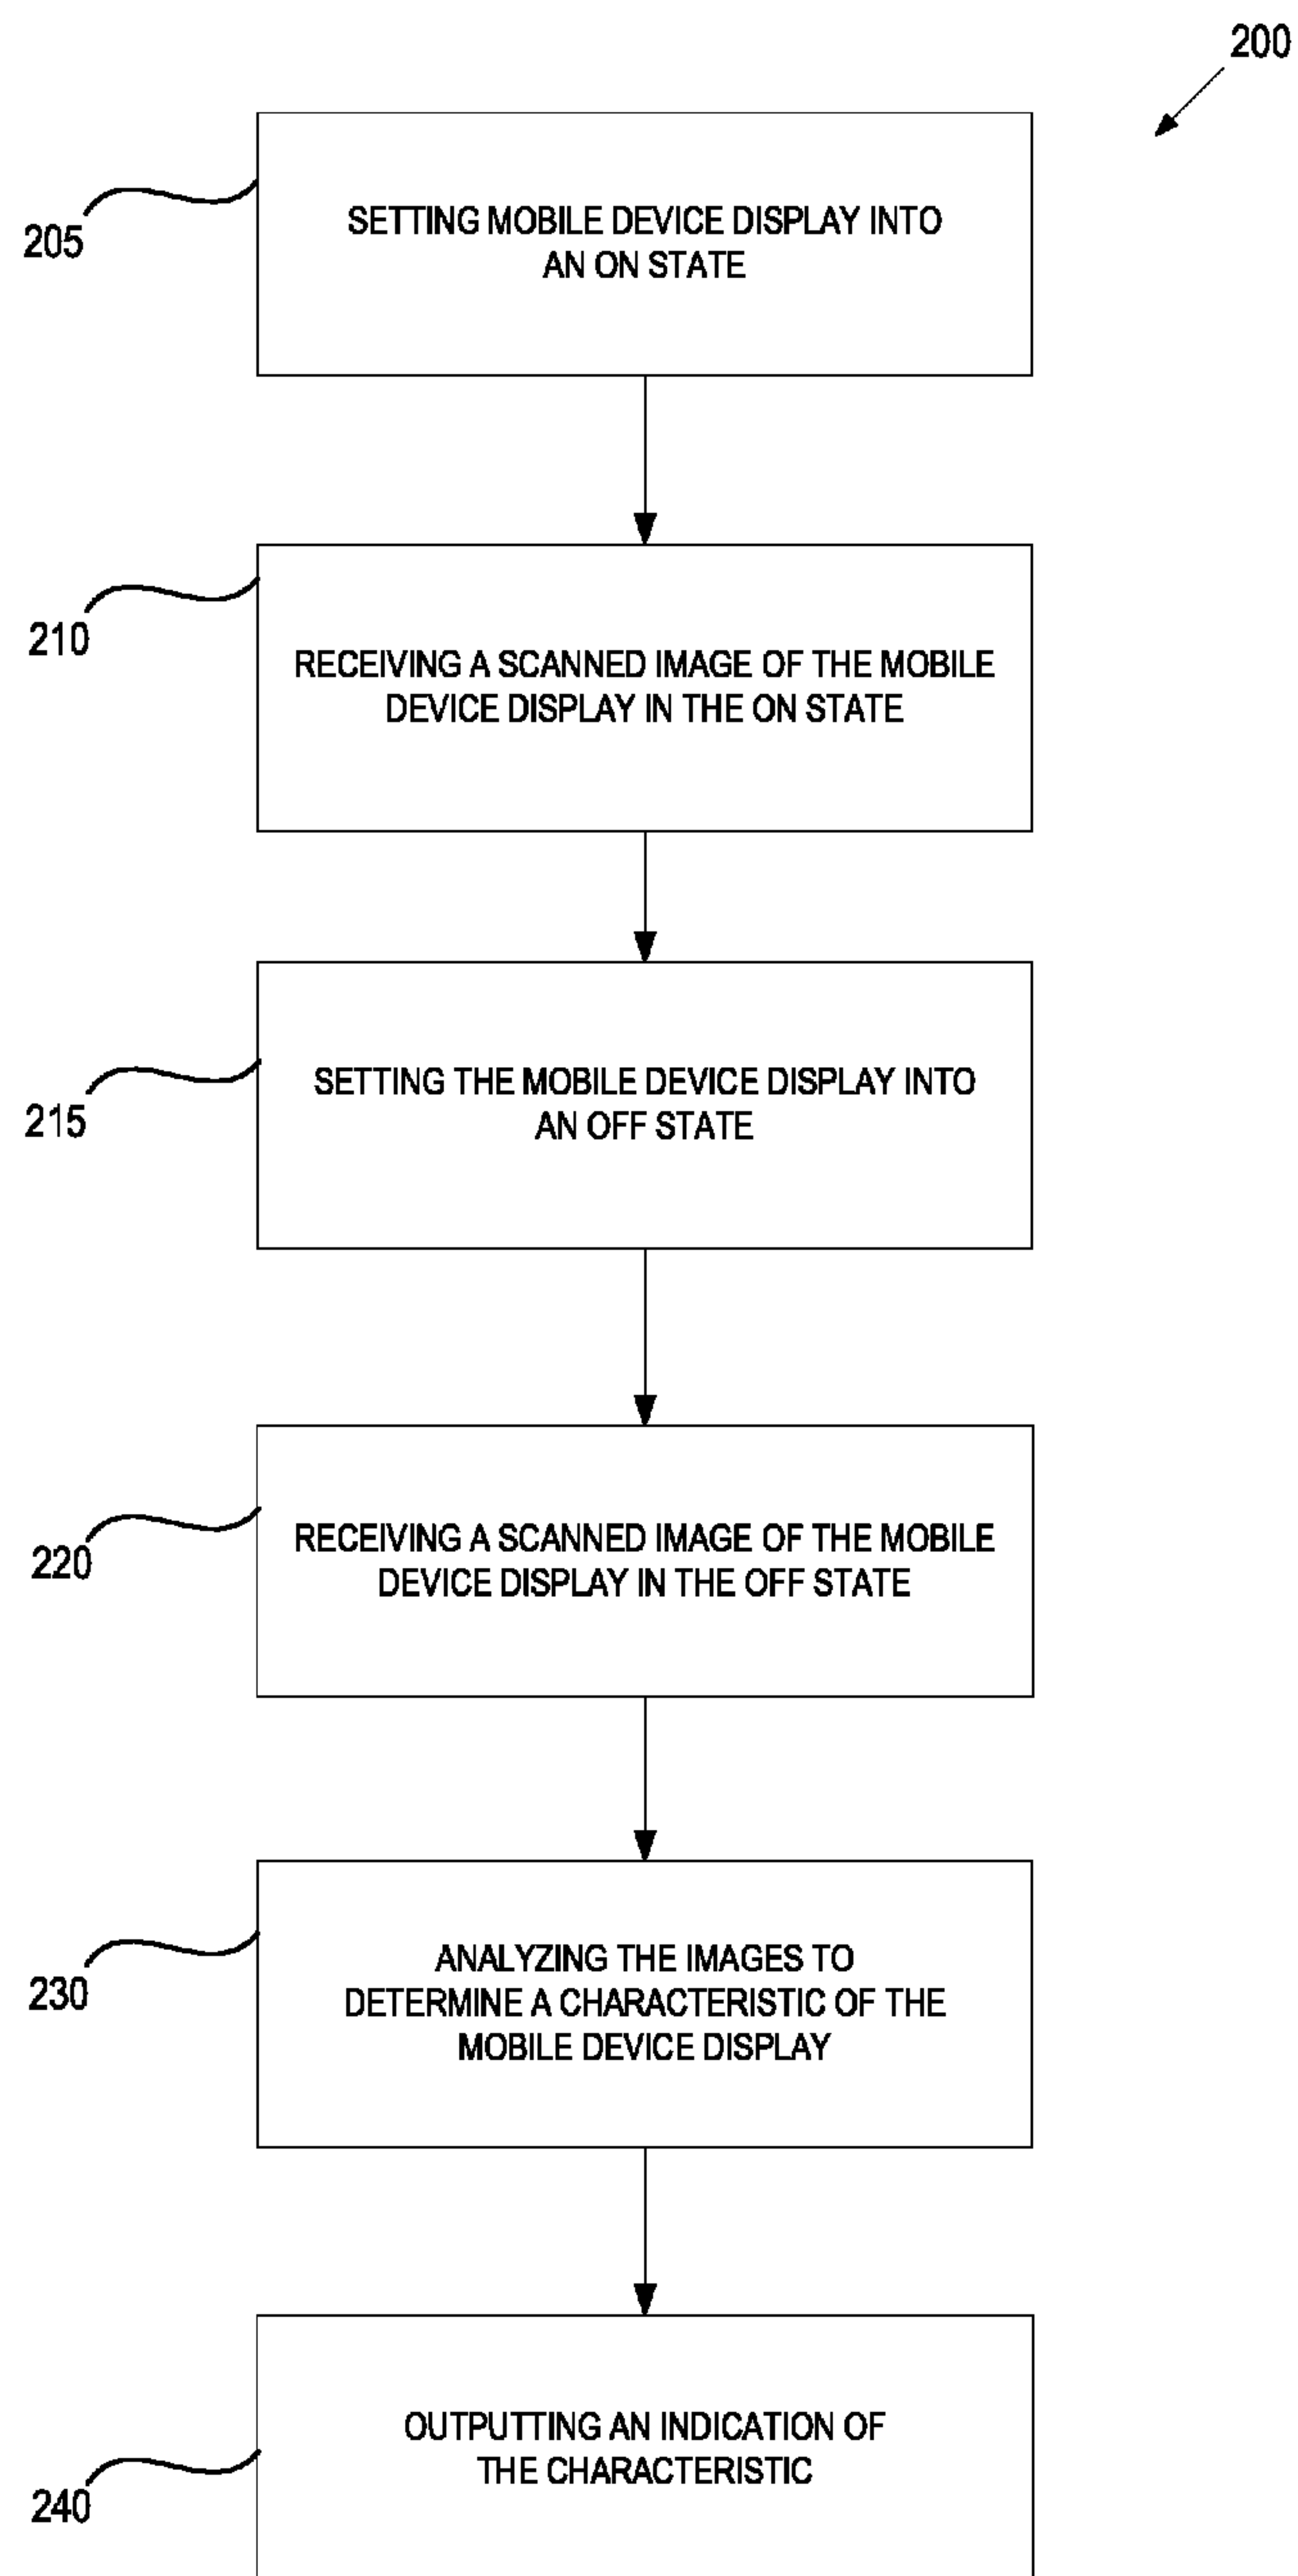 200
205
SETTING MOBILE DEVICE DISPLAY INTO
AN ON STATE
210
RECEIVING A SCANNED IMAGE OF THE MOBILE
DEVICE DISPLAY IN THE ON STATE
215
SETTING THE MOBILE DEVICE DISPLAY INTO
AN OFF STATE
220
RECEIVING A SCANNED IMAGE OF THE MOBILE
DEVICE DISPLAY IN THE OFF STATE
230
ANALYZING THE IMAGES TO
DETERMINE A CHARACTERISTIC OF THE
MOBILE DEVICE DISPLAY
240
OUTPUTTING AN INDICATION OF
THE CHARACTERISTIC